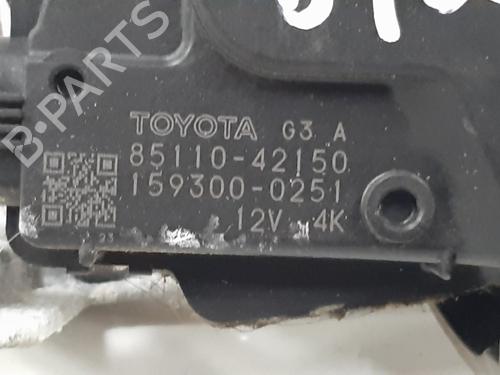 B-PARTS
TOYOTA G3 A
85110-42150
159300-0251
12V 4K